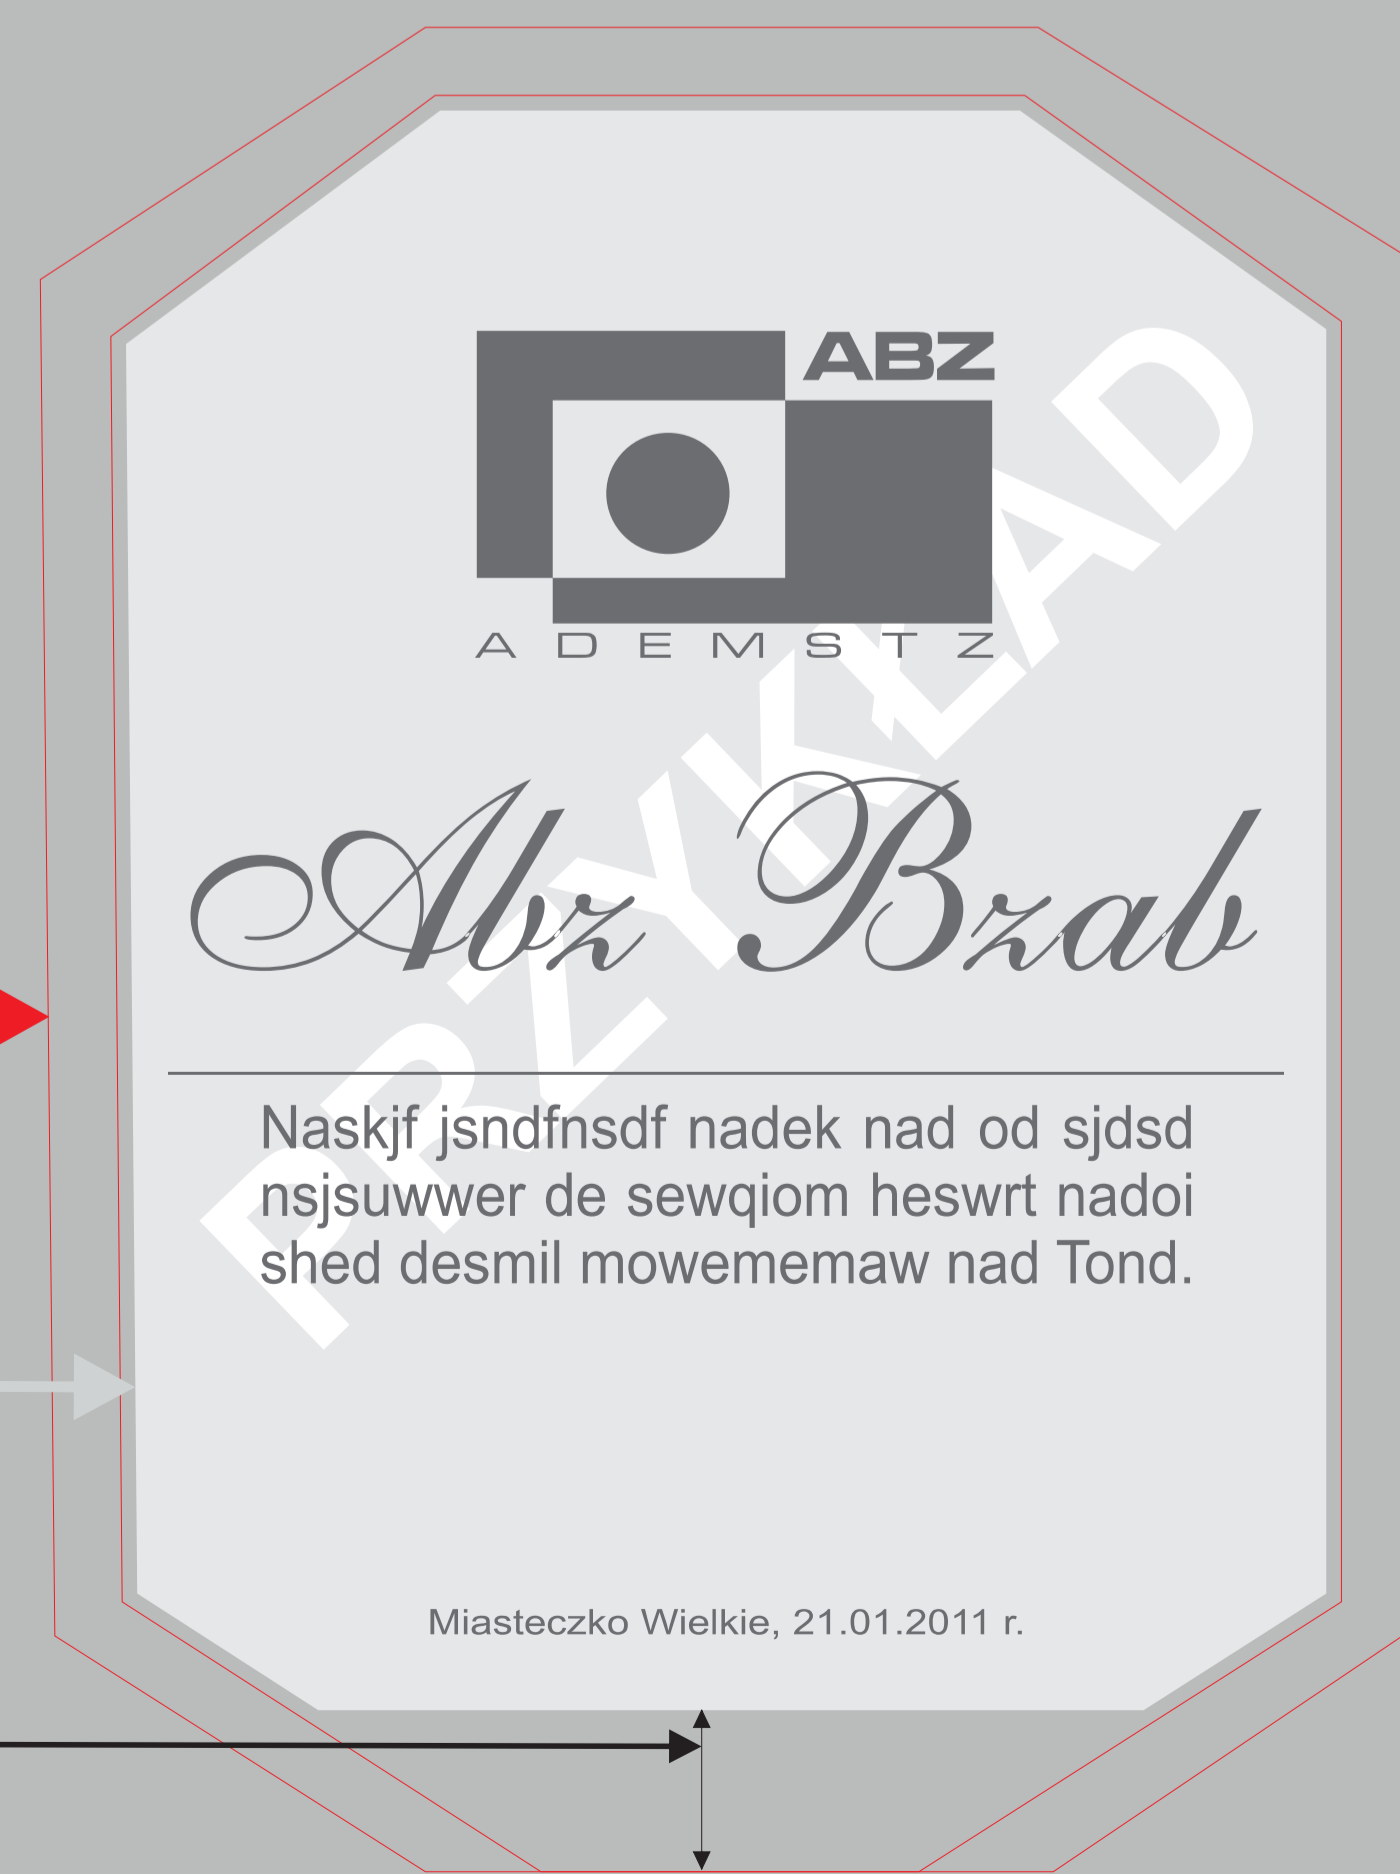 ABZ
ADEMSTZ
PRZYKŁAD
Abz Bzab
Naskjf jsndfnsdf nadek nad od sjdsd
nsjsuwwer de sewqiom heswrt nadoi
shed desmil mowememaw nad Tond.
Miasteczko Wielkie, 21.01.2011 r.